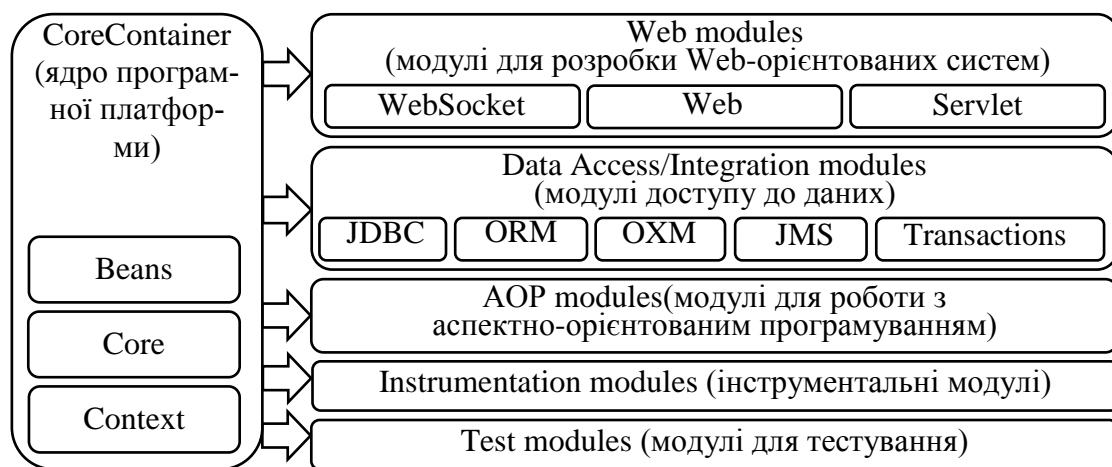 CoreContainer
(ядро програм-
ної платфор-
ми)
Beans
Core
Context
Web modules
(модулі для розробки Web-орієнтованих систем)
WebSocket
Web
Servlet
Data Access/Integration modules
(модулі доступу до даних)
JDBC
ORM
OXM
JMS
Transactions
AOP modules(модулі для роботи з
аспектно-орієнтованим програмуванням)
Instrumentation modules (інструментальні модулі)
Test modules (модулі для тестування)